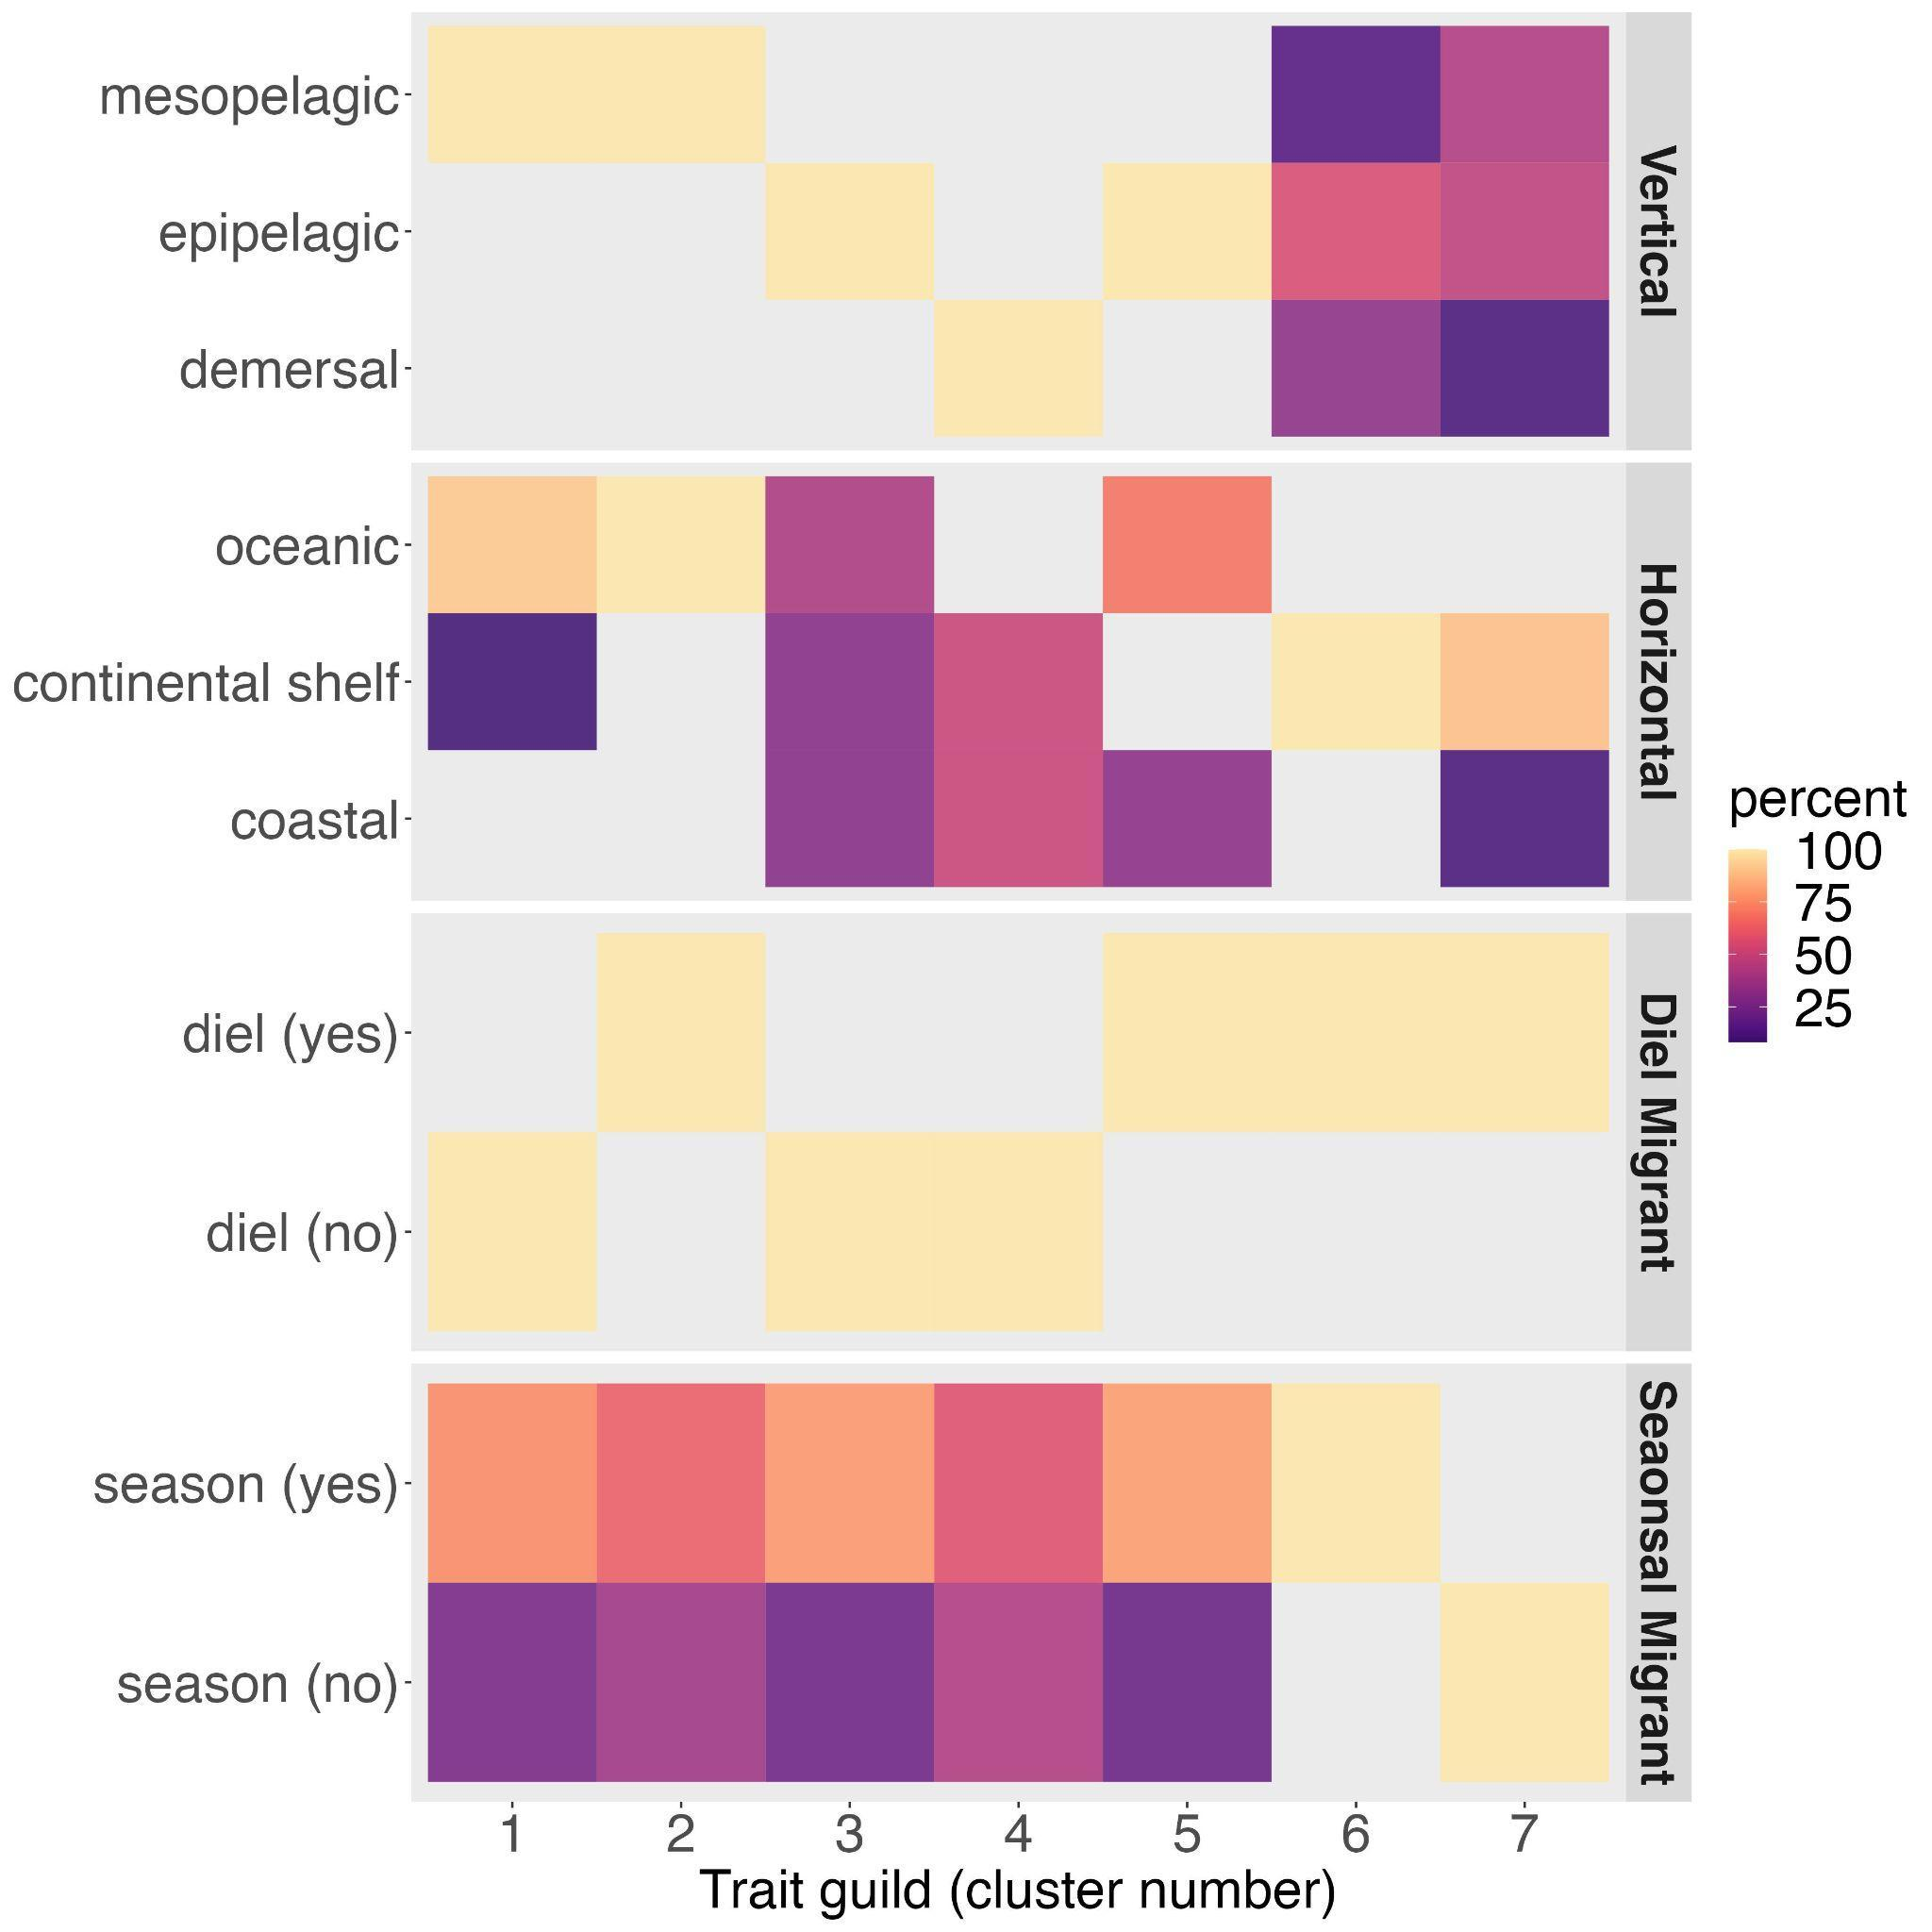 mesopelagic
epipelagic
demersal
Vertical
oceanic
continental shelf
coastal
Horizontal
diel (yes)
diel (no)
Diel Migrant
season (yes)
season (no)
Seaonsal Migrant
1 2 3 4 5 6 7
Trait guild (cluster number)
percent
100
75
50
25